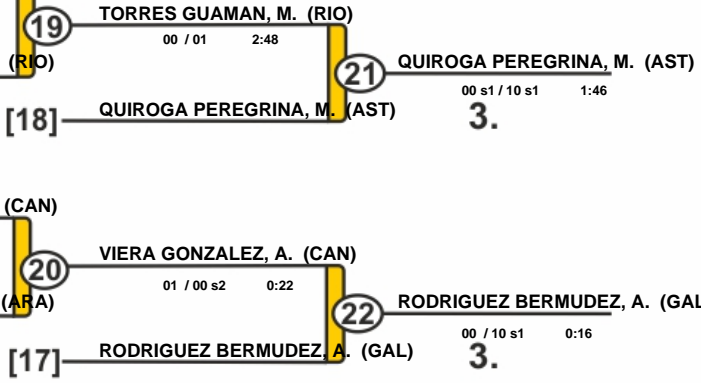 19
TORRES GUAMAN, M. (RIO)
00 / 01 2:48
(RIO)
21
QUIROGA PEREGRINA, M. (AST)
00 s1 / 10 s1 1:46
3.
[18]
QUIROGA PEREGRINA, M. (AST)
(CAN)
20
VIERA GONZALEZ, A. (CAN)
01 / 00 s2 0:22
(ARA)
22
RODRIGUEZ BERMUDEZ, A. (GAL
00 / 10 s1 0:16
3.
[17]
RODRIGUEZ BERMUDEZ, A. (GAL)